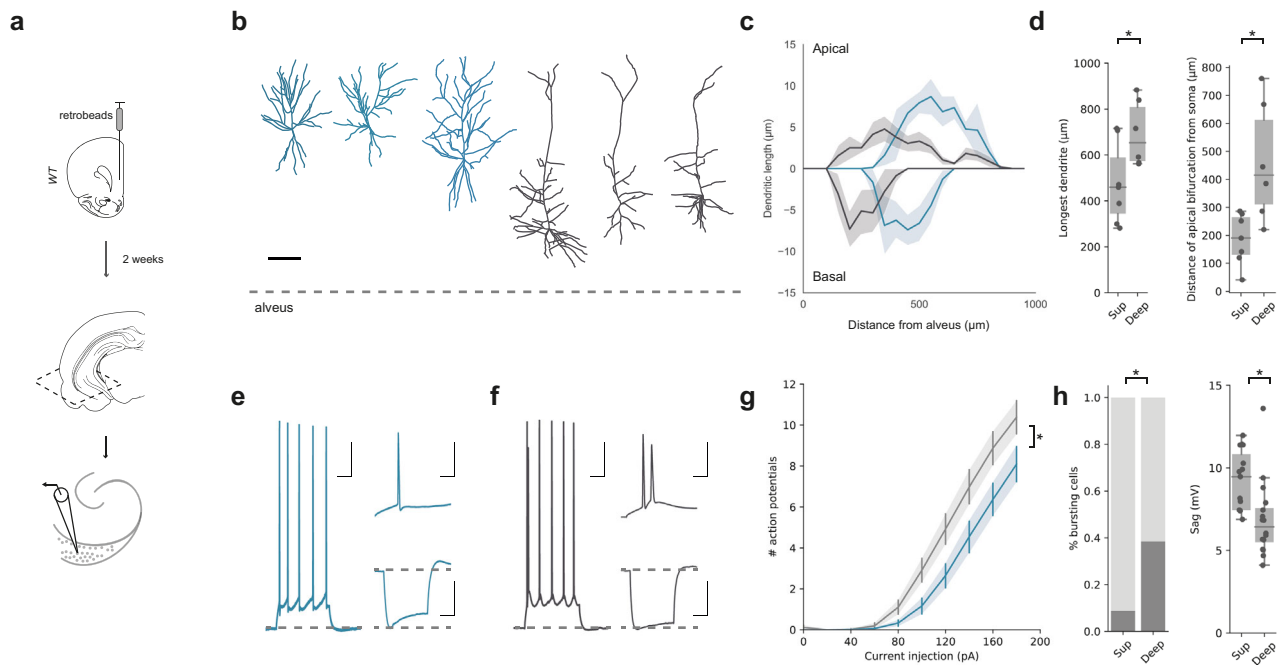 a
retrobeads
WT
2 weeks
b
alveus
c
Apical
Basal
Dendritic length (µm)
15
10
5
0
−5
−10
−15
0
500
1000
Distance from alveus (µm)
d
*
Longest dendrite (µm)
1000
800
600
400
200
0
Sup
Deep
*
Distance of apical bifurcation from soma (µm)
800
700
600
500
400
300
200
100
0
Sup
Deep
e
f
g
# action potentials
12
10
8
6
4
2
0
0
40
80
120
160
200
Current injection (pA)
*
h
*
% bursting cells
1.0
0.8
0.6
0.4
0.2
0.0
Sup
Deep
*
Sag (mV)
15
10
5
0
Sup
Deep